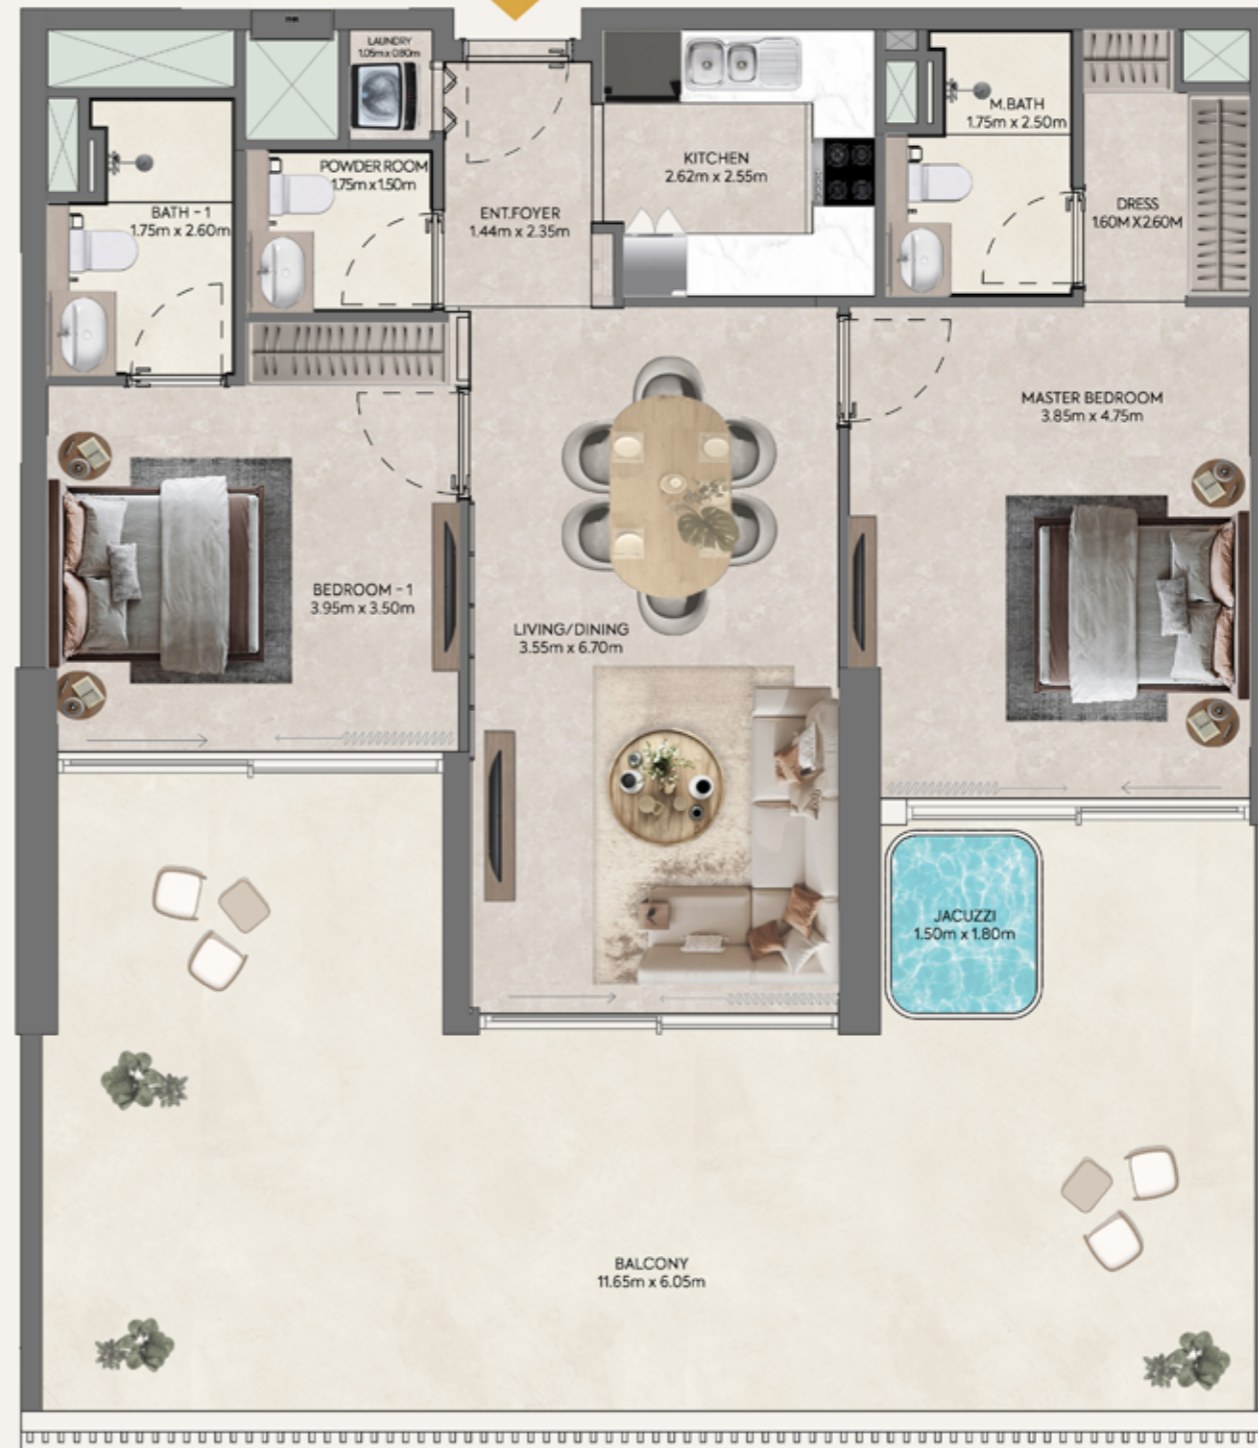 LAUNDRY
1.05m x 0.80m
M.BATH
1.75m x 2.50m
POWDER ROOM
1.75m x 1.50m
KITCHEN
2.62m x 2.55m
BATH - 1
1.75m x 2.60m
ENT.FOYER
1.44m x 2.35m
DRESS
1.60M X 2.60M
MASTER BEDROOM
3.85m x 4.75m
BEDROOM - 1
3.95m x 3.50m
LIVING/DINING
3.55m x 6.70m
JACUZZI
1.50m x 1.80m
BALCONY
11.65m x 6.05m